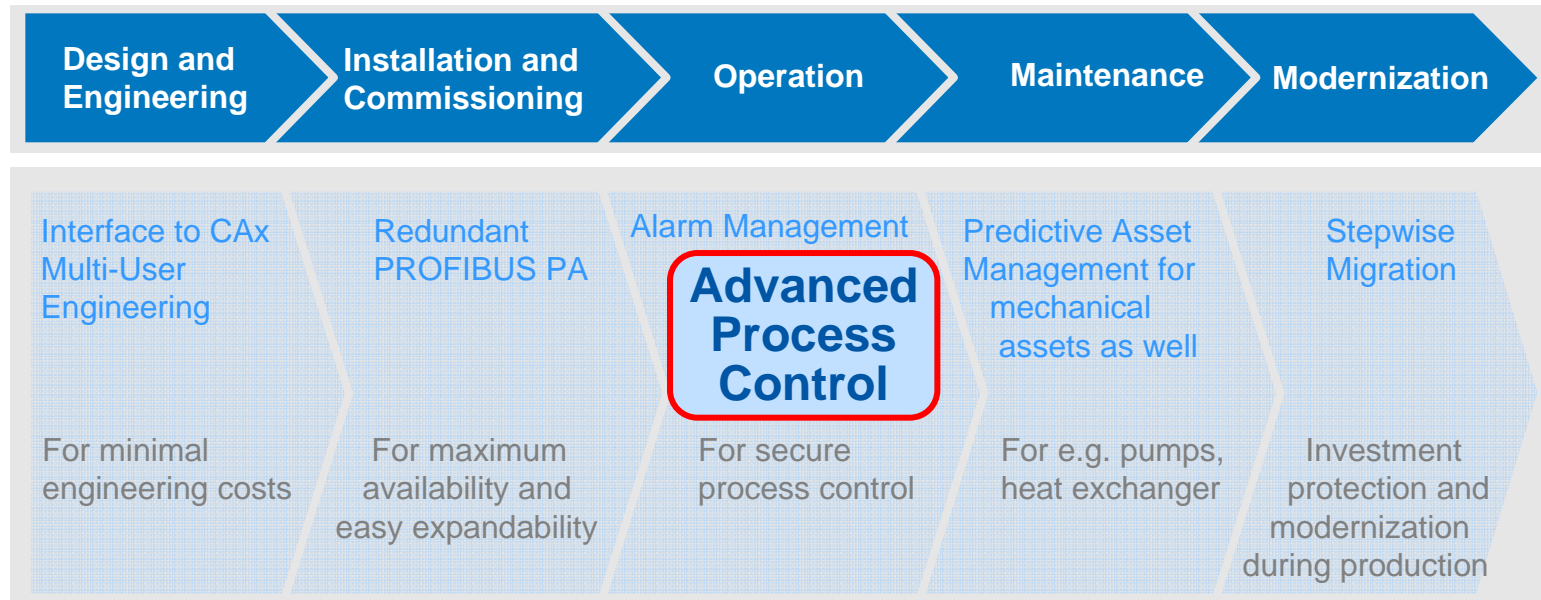 Design and
Engineering
Installation and
Commissioning
Operation
Maintenance
Modernization
Interface to CAx
Multi-User
Engineering
Redundant
PROFIBUS PA
Alarm Management
Advanced
Process
Control
Predictive Asset
Management for
mechanical
assets as well
Stepwise
Migration
For minimal
engineering costs
For maximum
availability and
easy expandability
For secure
process control
For e.g. pumps,
heat exchanger
Investment
protection and
modernization
during production